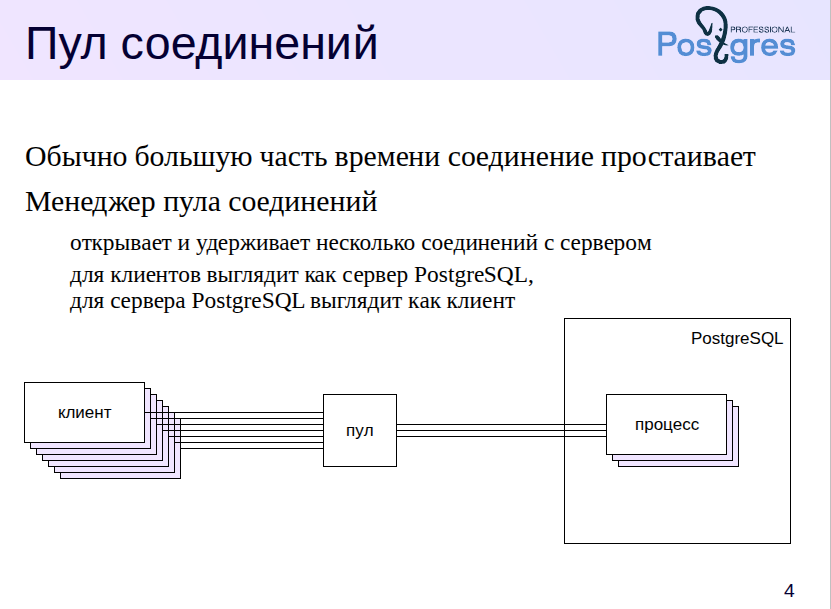 Пул соединений
PROFESSIONAL
Postgres
Обычно большую часть времени соединение простаивает
Менеджер пула соединений
открывает и удерживает несколько соединений с сервером
для клиентов выглядит как сервер PostgreSQL,
для сервера PostgreSQL выглядит как клиент
PostgreSQL
клиент
пул
процесс
4